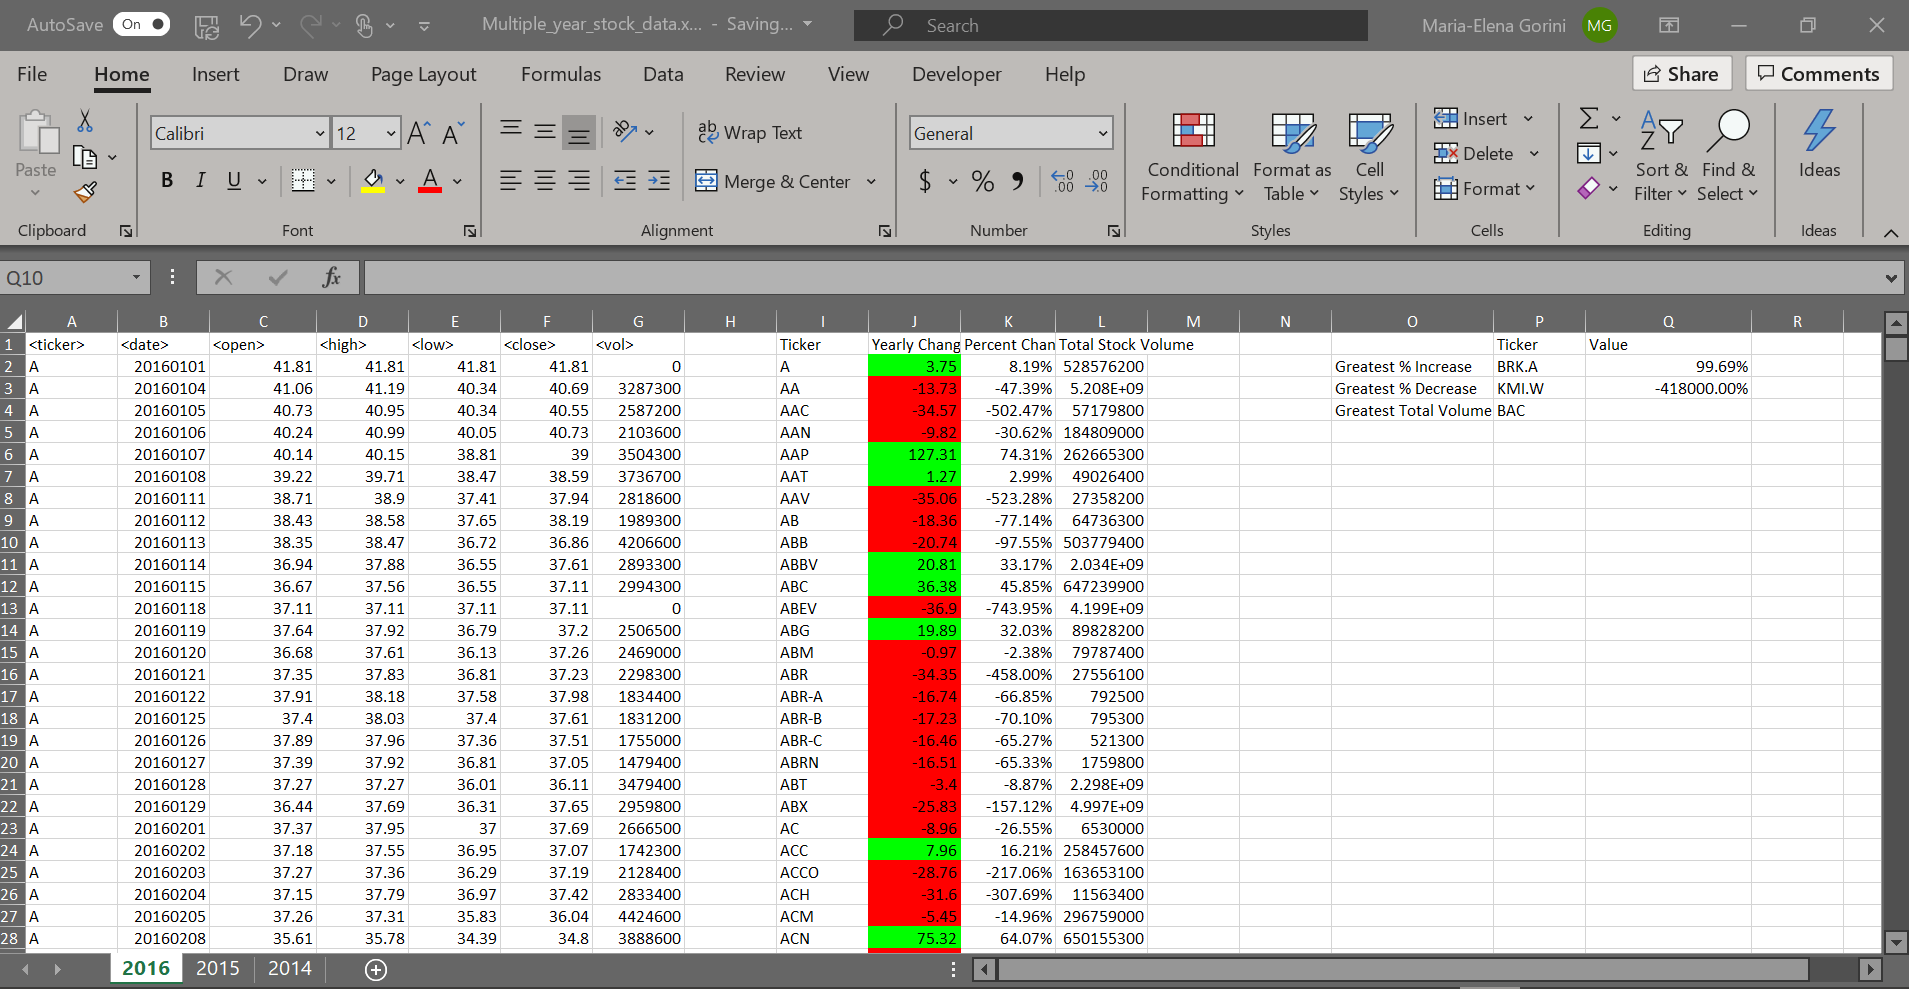 AutoSave On Multiple_year_stock_data.x... - Saving... Search Maria-Elena Gorini MG
File Home Insert Draw Page Layout Formulas Data Review View Developer Help Share Comments
Paste Calibri 12 Wrap Text General Conditional Formatting Format as Table Cell Styles Insert Sort & Filter Find & Select Ideas
B I U Merge & Center $ % Delete
Format
Clipboard Font Alignment Number Styles Cells Editing Ideas
Q10 fx
A B C D E F G H I J K L M N O P Q R
1 <ticker> <date> <open> <high> <low> <close> <vol> Ticker Yearly Chang Percent Chan Total Stock Volume Ticker Value
2 A 20160101 41.81 41.81 41.81 41.81 0 A 3.75 8.19% 528576200 Greatest % Increase BRK.A 99.69%
3 A 20160104 41.06 41.19 40.34 40.69 3287300 AA -13.73 -47.39% 5.208E+09 Greatest % Decrease KMI.W -418000.00%
4 A 20160105 40.73 40.95 40.34 40.55 2587200 AAC -34.57 -502.47% 57179800 Greatest Total Volume BAC
5 A 20160106 40.24 40.99 40.05 40.73 2103600 AAN -9.82 -30.62% 184809000
6 A 20160107 40.14 40.15 38.81 39 3504300 AAP 127.31 74.31% 262665300
7 A 20160108 39.22 39.71 38.47 38.59 3736700 AAT 1.27 2.99% 49026400
8 A 20160111 38.71 38.9 37.41 37.94 2818600 AAV -35.06 -523.28% 27358200
9 A 20160112 38.43 38.58 37.65 38.19 1989300 AB -18.36 -77.14% 64736300
10 A 20160113 38.35 38.47 36.72 36.86 4206600 ABB -20.74 -97.55% 503779400
11 A 20160114 36.94 37.88 36.55 37.61 2893300 ABBV 20.81 33.17% 2.034E+09
12 A 20160115 36.67 37.56 36.55 37.11 2994300 ABC 36.38 45.85% 647239900
13 A 20160118 37.11 37.11 37.11 37.11 0 ABEV -36.9 -743.95% 4.199E+09
14 A 20160119 37.64 37.92 36.79 37.2 2506500 ABG 19.89 32.03% 89828200
15 A 20160120 36.68 37.61 36.13 37.26 2469000 ABM -0.97 -2.38% 79787400
16 A 20160121 37.35 37.83 36.81 37.23 2298300 ABR -34.35 -458.00% 27556100
17 A 20160122 37.91 38.18 37.58 37.98 1834400 ABR-A -16.74 -66.85% 792500
18 A 20160125 37.4 38.03 37.4 37.61 1831200 ABR-B -17.23 -70.10% 795300
19 A 20160126 37.89 37.96 37.36 37.51 1755000 ABR-C -16.46 -65.27% 521300
20 A 20160127 37.39 37.92 36.81 37.05 1479400 ABRN -16.51 -65.33% 1759800
21 A 20160128 37.27 37.27 36.01 36.11 3479400 ABT -3.4 -8.87% 2.298E+09
22 A 20160129 36.44 37.69 36.31 37.65 2959800 ABX -25.83 -157.12% 4.997E+09
23 A 20160201 37.37 37.95 37 37.69 2666500 AC -8.96 -26.55% 6530000
24 A 20160202 37.18 37.55 36.95 37.07 1742300 ACC 7.96 16.21% 258457600
25 A 20160203 37.27 37.36 36.29 37.19 2128400 ACCO -28.76 -217.06% 163653100
26 A 20160204 37.15 37.79 36.97 37.42 2833400 ACH -31.6 -307.69% 11563400
27 A 20160205 37.26 37.31 35.83 36.04 4424600 ACM -5.45 -14.96% 296759000
28 A 20160208 35.61 35.78 34.39 34.8 3888600 ACN 75.32 64.07% 650155300
2016 2015 2014